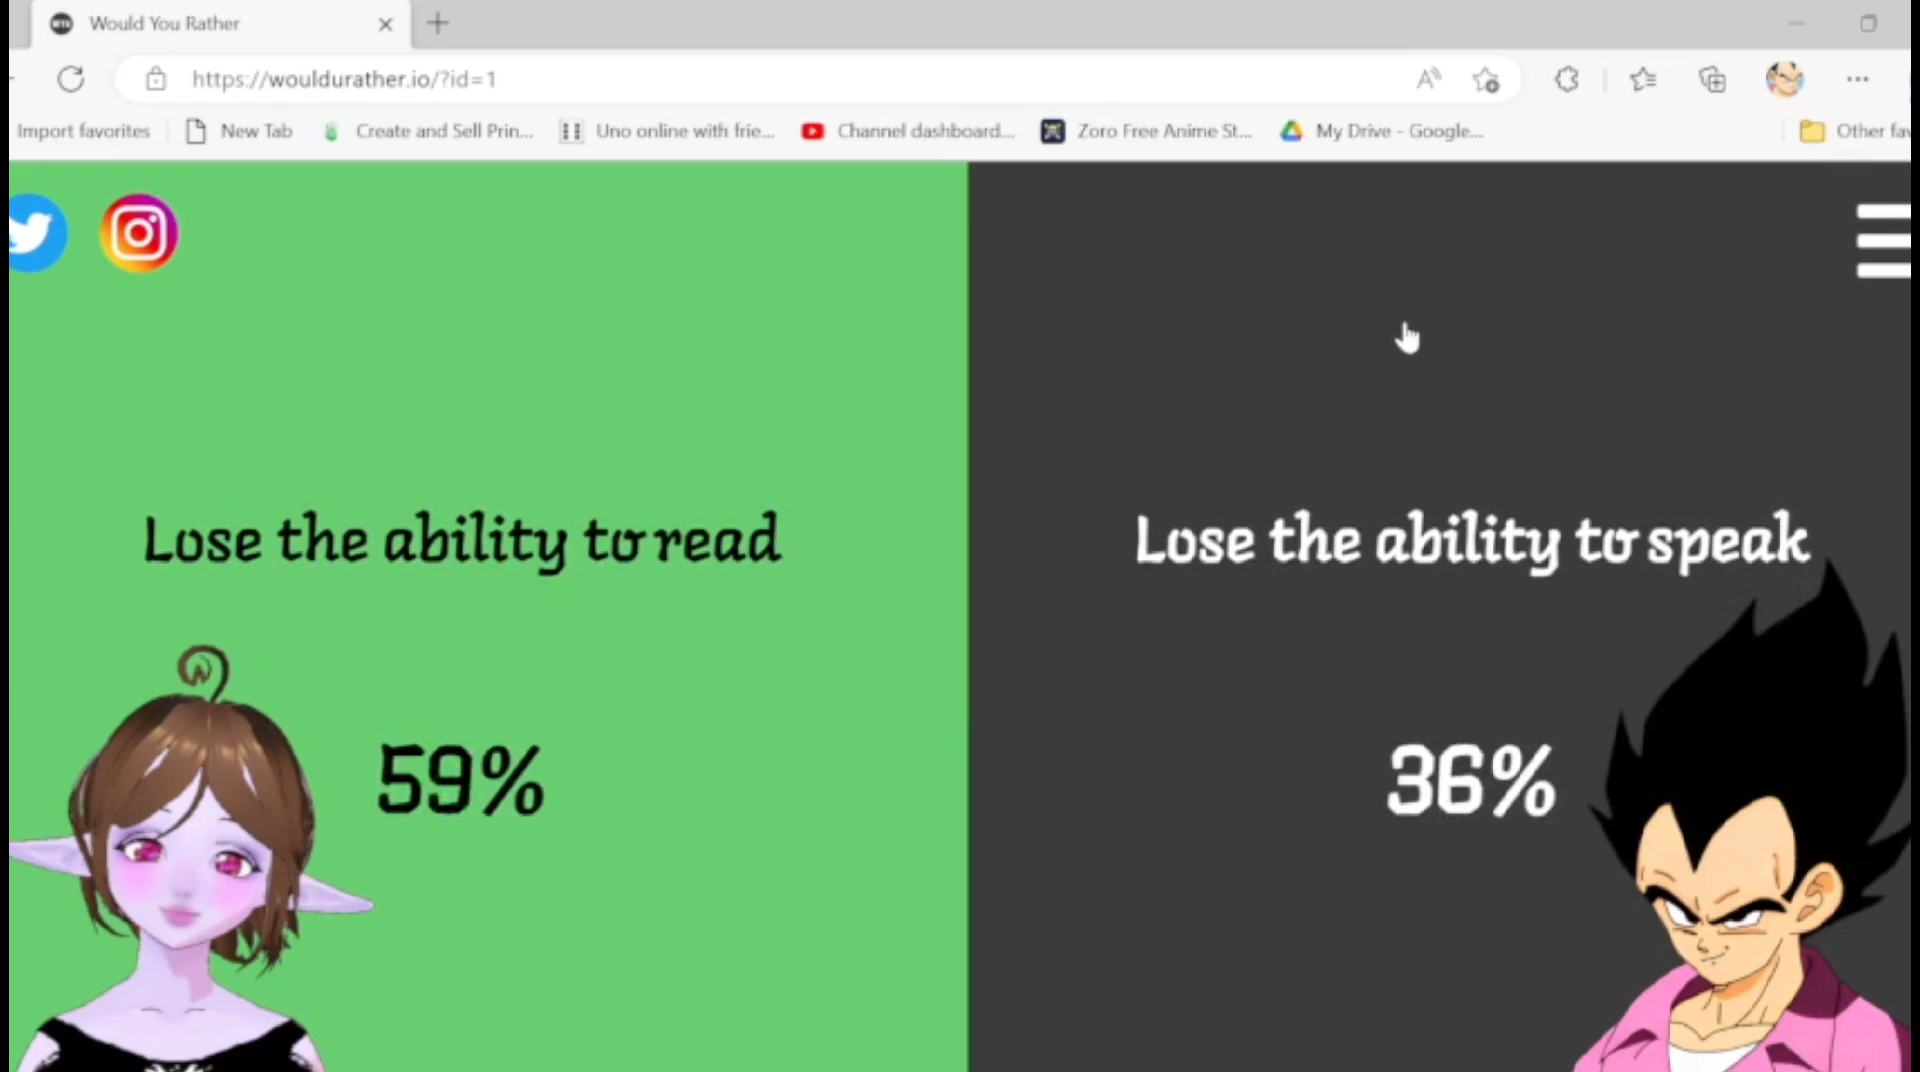 Would You Rather
https://wouldurather.io/?id=1
Import favorites New Tab Create and Sell Prin... Uno online with frie... Channel dashboard... Zoro Free Anime St... My Drive - Google... Other fav
Lose the ability to read
Lose the ability to speak
59%
36%